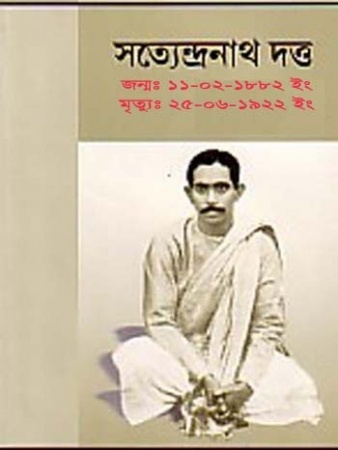 সত্যেন্দ্রনাথ দত্ত
জন্মঃ ১১-০২-১৮৮২ ইং
মৃত্যুঃ ২৫-০৬-১৯২২ ইং